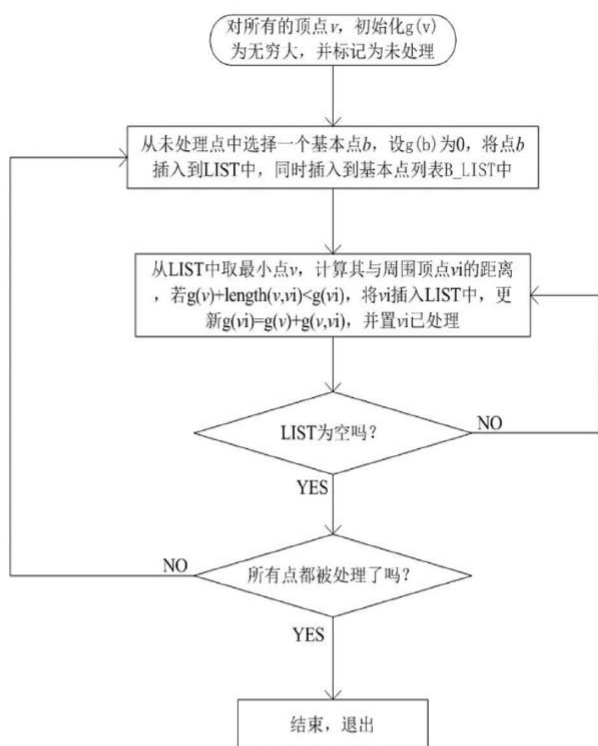 对所有的顶点v，初始化g(v)
为无穷大，并标记为未处理
从未处理点中选择一个基本点b，设g(b)为0，将点b
插入到LIST中，同时插入到基本点列表B_LIST中
从LIST中取最小点v，计算其与周围顶点vi的距离
，若g(v)+length(v,vi)<g(vi)，将vi插入LIST中，更
新g(vi)=g(v)+g(v,vi)，并置vi已处理
LIST为空吗？
NO
YES
所有点都被处理了吗？
NO
YES
结束，退出